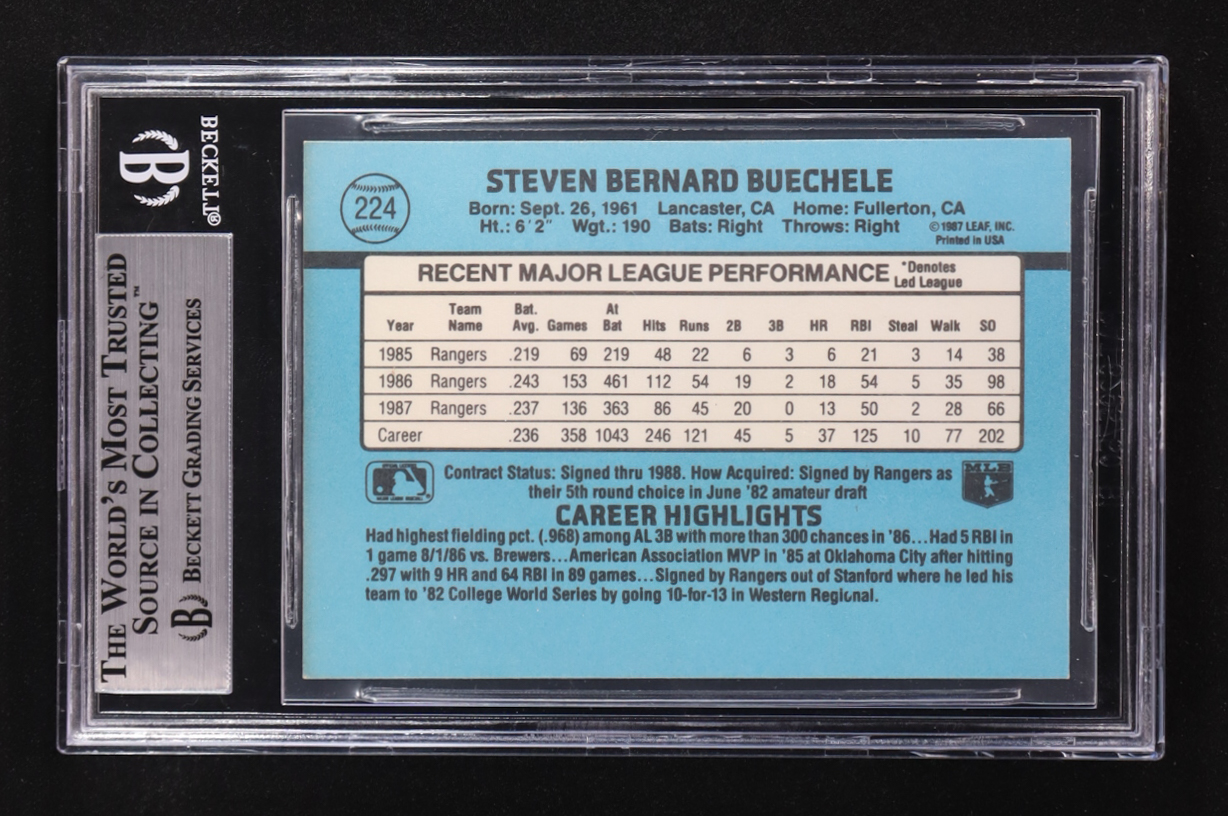 BECKETT®
B
THE WORLD'S MOST TRUSTED
SOURCE IN COLLECTING™
B BECKETT GRADING SERVICES
224
STEVEN BERNARD BUECHELE
Born: Sept. 26, 1961 Lancaster, CA Home: Fullerton, CA
Ht.: 6'2" Wgt.: 190 Bats: Right Throws: Right
©1987 LEAF, INC.
Printed in USA
RECENT MAJOR LEAGUE PERFORMANCE *Denotes
Led League
Year Team Name Bat. Avg. Games At Bat Hits Runs 2B 3B HR RBI Steal Walk SO
1985 Rangers .219 69 219 48 22 6 3 6 21 3 14 38
1986 Rangers .243 153 461 112 54 19 2 18 54 5 35 98
1987 Rangers .237 136 363 86 45 20 0 13 50 2 28 66
Career .236 358 1043 246 121 45 5 37 125 10 77 202
Contract Status: Signed thru 1988. How Acquired: Signed by Rangers as
their 5th round choice in June '82 amateur draft
MLB
CAREER HIGHLIGHTS
Had highest fielding pct. (.968) among AL 3B with more than 300 chances in '86...Had 5 RBI in
1 game 8/1/86 vs. Brewers...American Association MVP in '85 at Oklahoma City after hitting
.297 with 9 HR and 64 RBI in 89 games...Signed by Rangers out of Stanford where he led his
team to '82 College World Series by going 10-for-13 in Western Regional.